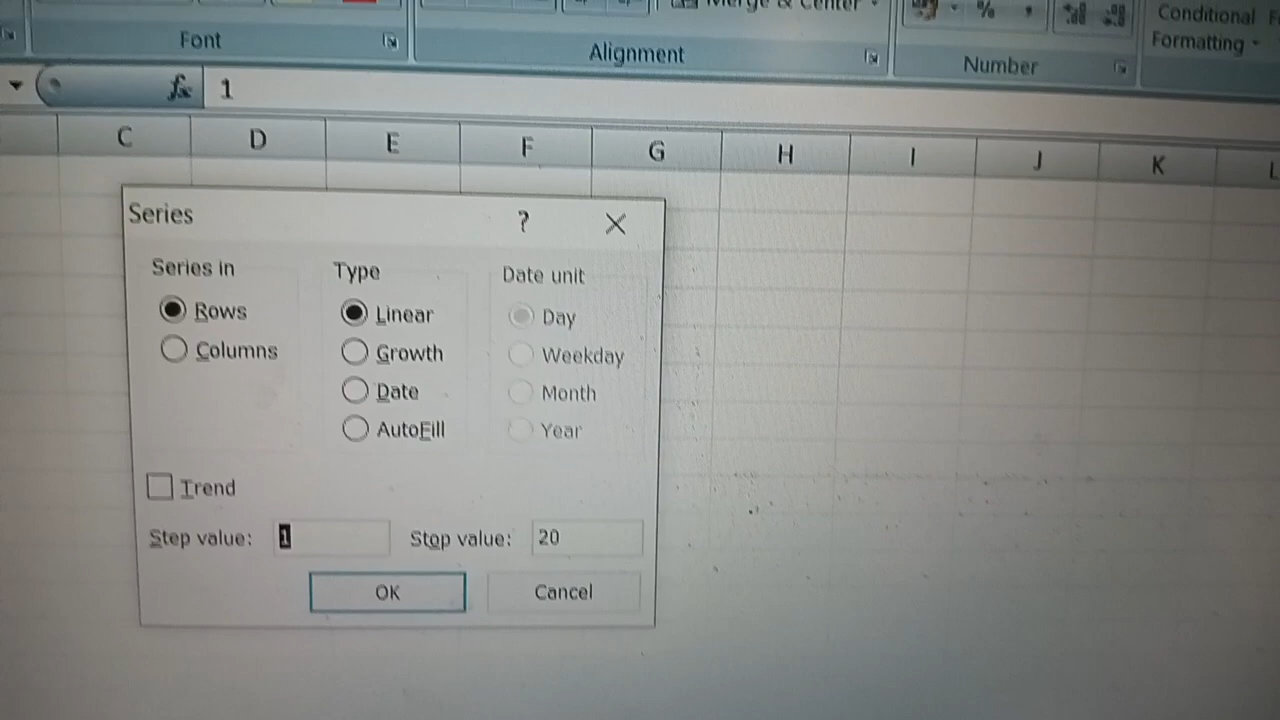 Merge & Center
%
,
Conditional
Formatting
Font
Alignment
Number
fx 1
C D E F G H I J K L
Series ? X
Series in Type Date unit
Rows Linear Day
Columns Growth Weekday
Date Month
AutoFill Year
Trend
Step value: 1 Stop value: 20
OK Cancel